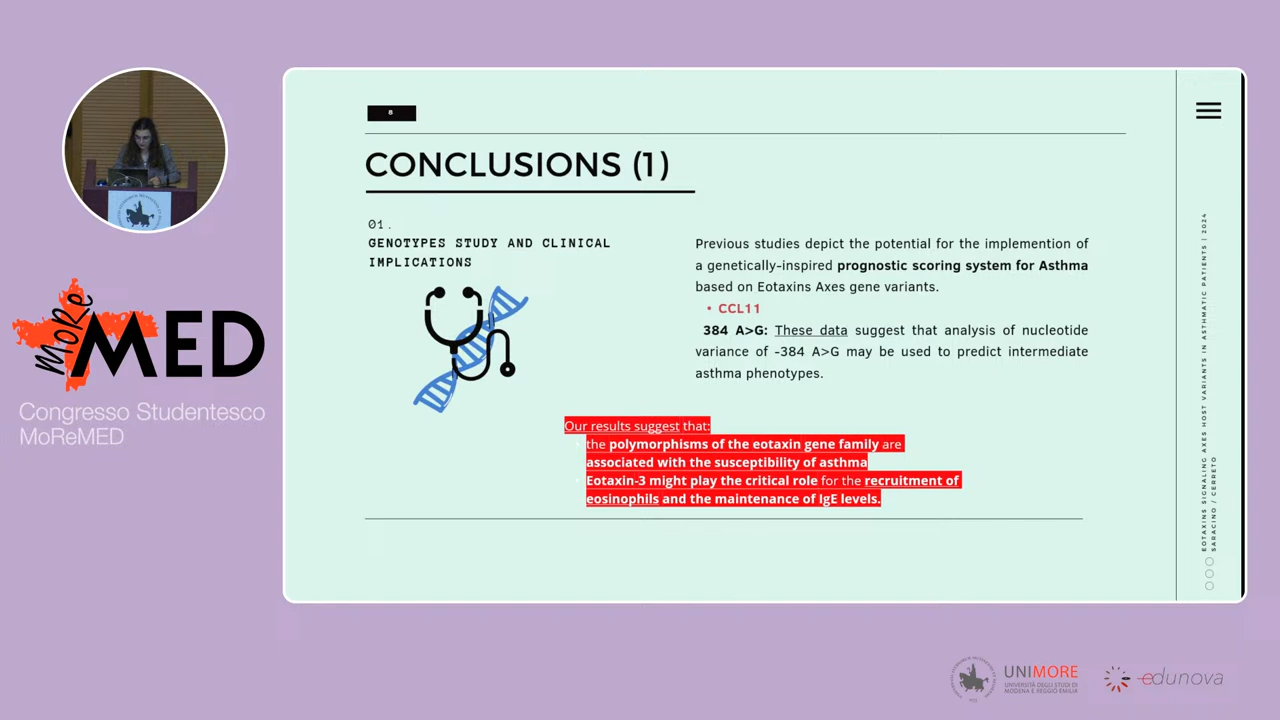 8
CONCLUSIONS (1)
01.
GENOTYPES STUDY AND CLINICAL
IMPLICATIONS
Previous studies depict the potential for the implemention of
a genetically-inspired prognostic scoring system for Asthma
based on Eotaxins Axes gene variants.
• CCL11
384 A>G: These data suggest that analysis of nucleotide
variance of -384 A>G may be used to predict intermediate
asthma phenotypes.
Our results suggest that:
the polymorphisms of the eotaxin gene family are
associated with the susceptibility of asthma
Eotaxin-3 might play the critical role for the recruitment of
eosinophils and the maintenance of IgE levels.
EOTAXINS SIGNALING AXES HOST VARIANTS IN ASTHMATIC PATIENTS | 2024
SARACINO / CERRETO
MoRe
MED
Congresso Studentesco
MoReMED
UNIMORE
UNIVERSITÀ DEGLI STUDI DI
MODENA E REGGIO EMILIA
edunova